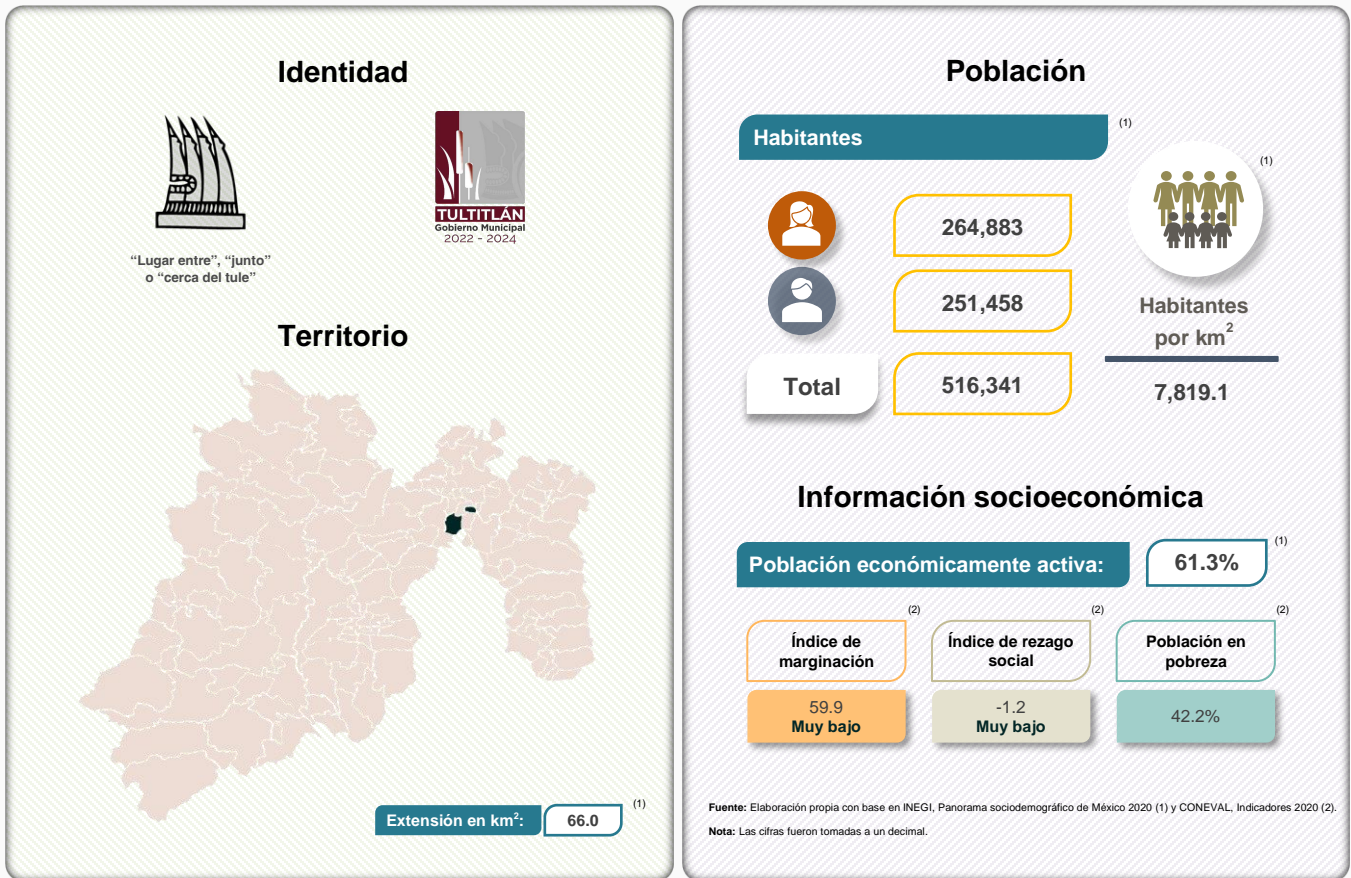 Identidad
TULTITLÁN
Gobierno Municipal
2022 - 2024
“Lugar entre”, “junto”
o “cerca del tule”
Territorio
Extensión en km²:
66.0
(1)
Población
Habitantes
(1)
264,883
251,458
Total
516,341
(1)
Habitantes
por km²
7,819.1
Información socioeconómica
Población económicamente activa:
61.3%
(1)
(2)
Índice de
marginación
59.9
Muy bajo
(2)
Índice de rezago
social
-1.2
Muy bajo
(2)
Población en
pobreza
42.2%
Fuente: Elaboración propia con base en INEGI, Panorama sociodemográfico de México 2020 (1) y CONEVAL, Indicadores 2020 (2).
Nota: Las cifras fueron tomadas a un decimal.